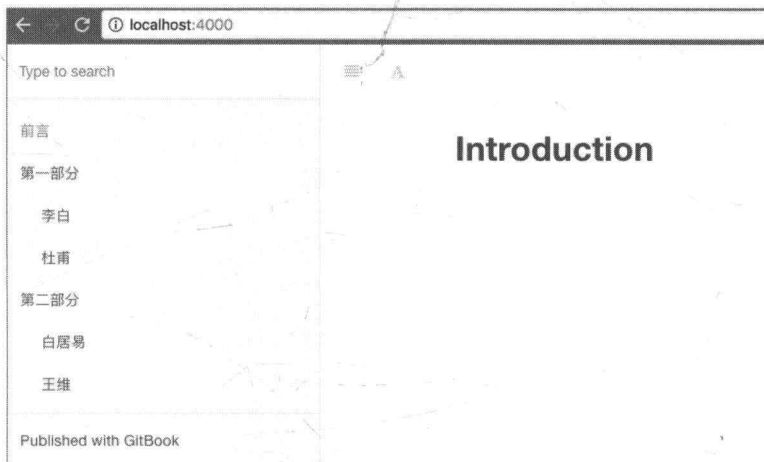 localhost:4000
Type to search
A
前言
Introduction
第一部分
李白
杜甫
第二部分
白居易
王维
Published with GitBook